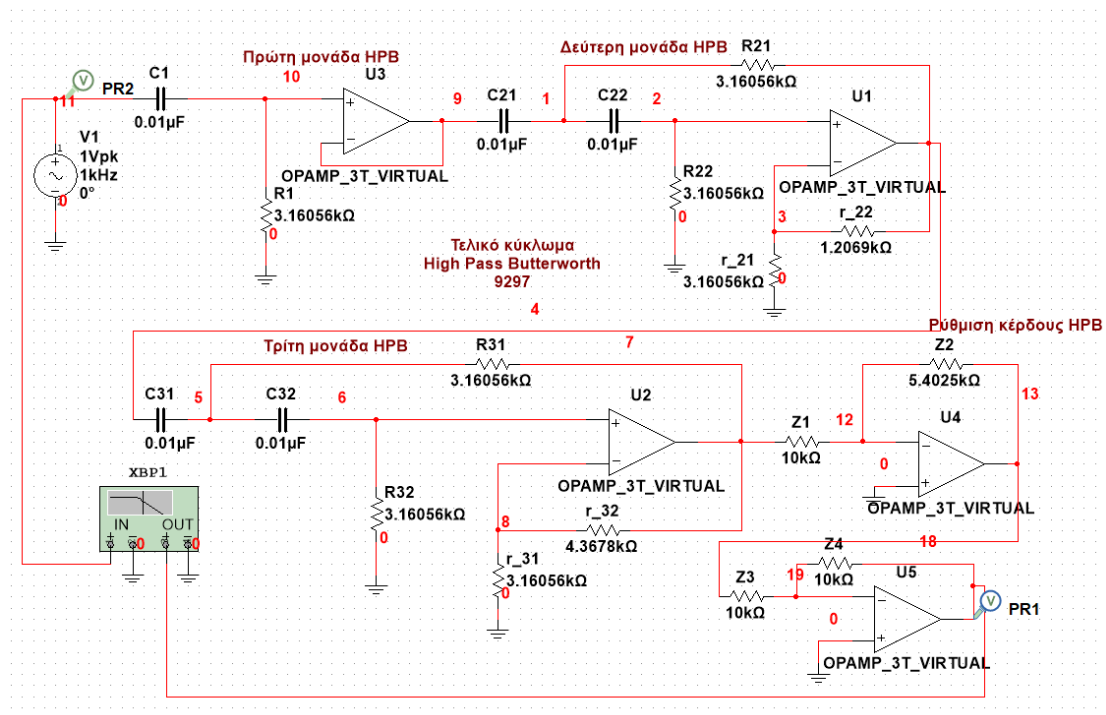 Πρώτη μονάδα HPB
Δεύτερη μονάδα HPB
R21
3.16056kΩ
C1
0.01µF
10
U3
OPAMP_3T_VIRTUAL
PR2
V
11
V1
1Vpk
1kHz
0°
0
R1
3.16056kΩ
0
9
C21
0.01µF
1
C22
0.01µF
2
U1
OPAMP_3T_VIRTUAL
R22
3.16056kΩ
0
3
r_22
1.2069kΩ
r_21
3.16056kΩ
0
Τελικό κύκλωμα
High Pass Butterworth
9297
4
Ρύθμιση κέρδους HPB
Τρίτη μονάδα HPB
R31
3.16056kΩ
7
Z2
5.4025kΩ
13
C31
0.01µF
5
C32
0.01µF
6
U2
OPAMP_3T_VIRTUAL
Z1
10kΩ
12
U4
0
OPAMP_3T_VIRTUAL
XBP1
IN
OUT
0
0
R32
3.16056kΩ
0
8
r_32
4.3678kΩ
r_31
3.16056kΩ
0
18
Z4
10kΩ
Z3
10kΩ
19
U5
0
OPAMP_3T_VIRTUAL
V
PR1